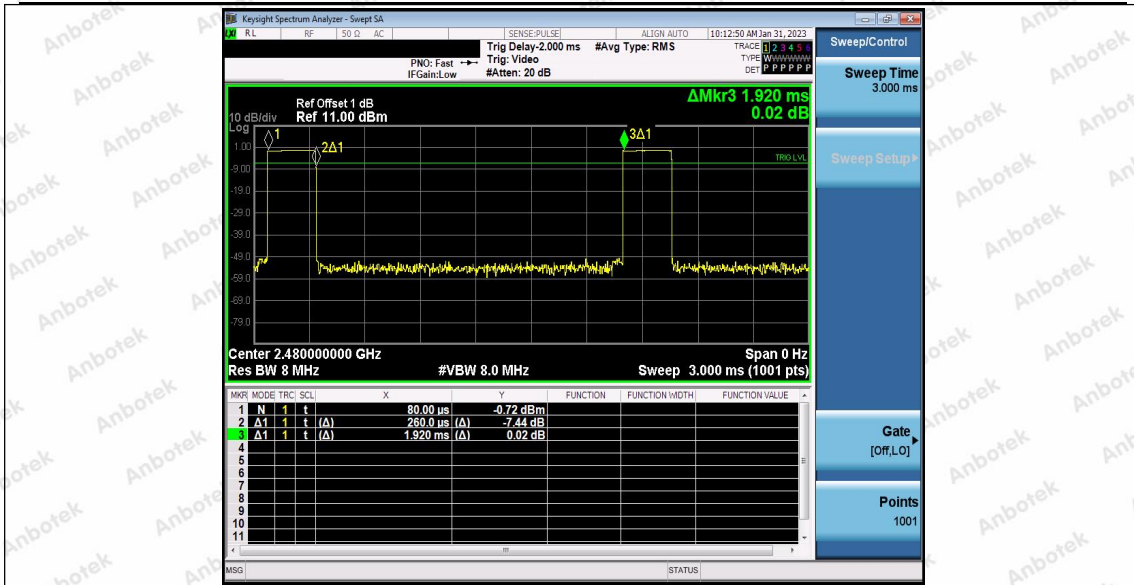 Keysight Spectrum Analyzer - Swept SA
LXI RL RF 50 Ω AC SENSE:PULSE ALIGN AUTO 10:12:50 AM Jan 31, 2023
Trig Delay-2.000 ms #Avg Type: RMS TRACE 1 2 3 4 5 6
PNO: Fast Trig: Video TYPE WWWWWW
IFGain:Low #Atten: 20 dB DET P P P P P P
ΔMkr3 1.920 ms
0.02 dB
Ref Offset 1 dB
10 dB/div Ref 11.00 dBm
Log
1 2Δ1 3Δ1
1.00
TRIG LVL
-9.00
-19.0
-29.0
-39.0
-49.0
-59.0
-69.0
-79.0
Center 2.480000000 GHz Span 0 Hz
Res BW 8 MHz #VBW 8.0 MHz Sweep 3.000 ms (1001 pts)
MKR MODE TRC SCL X Y FUNCTION FUNCTION WIDTH FUNCTION VALUE
1 N 1 t 80.00 µs -0.72 dBm
2 Δ1 1 t (Δ) 260.0 µs (Δ) -7.44 dB
3 Δ1 1 t (Δ) 1.920 ms (Δ) 0.02 dB
4
5
6
7
8
9
10
11
MSG STATUS
Sweep/Control
Sweep Time
3.000 ms
Sweep Setup
Gate
[Off,LO]
Points
1001
Anbotek